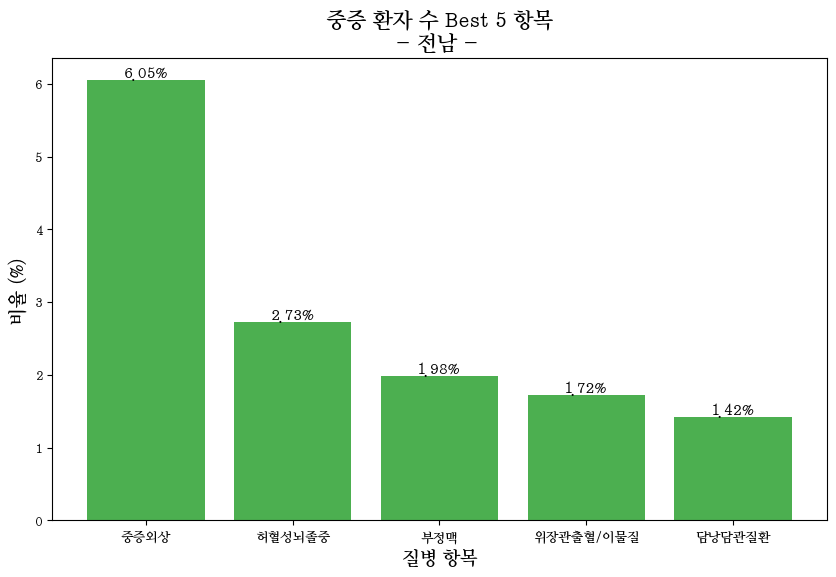 중증 환자 수 Best 5 항목
- 전남 -
비율 (%)
6
5
4
3
2
1
0
6.05%
2.73%
1.98%
1.72%
1.42%
중증외상
허혈성뇌졸중
부정맥
위장관출혈/이물질
담낭담관질환
질병 항목